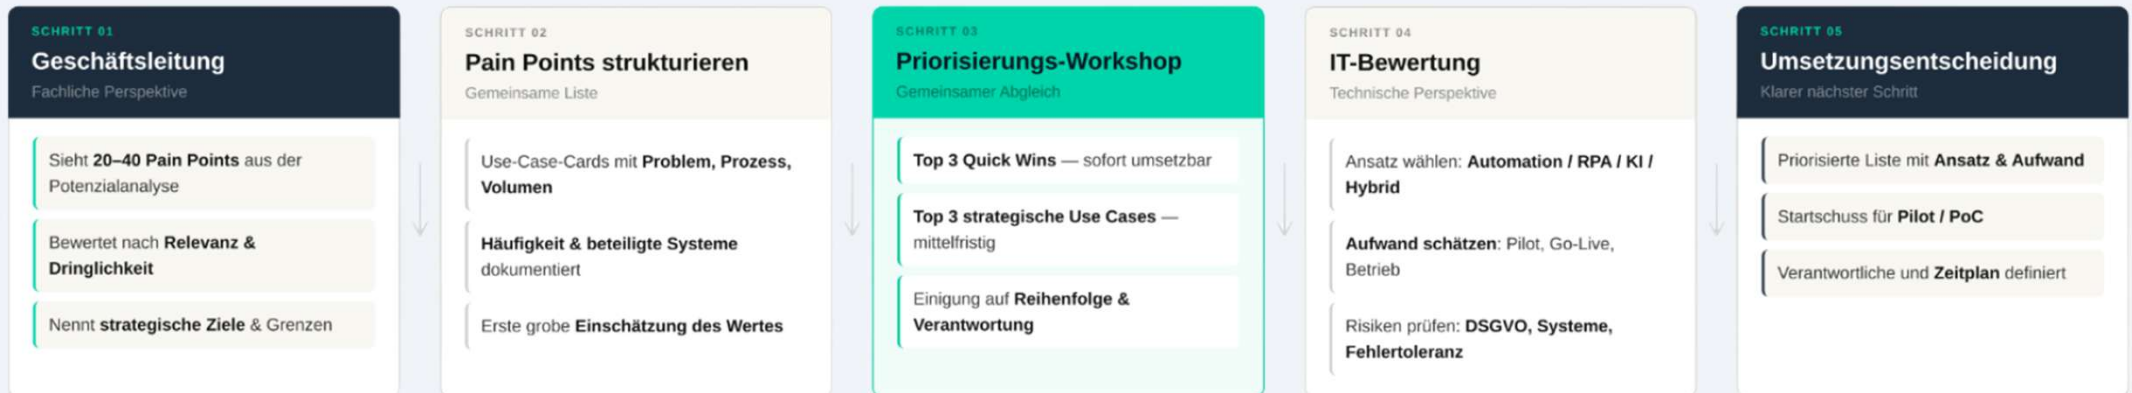 SCHRITT 01
Geschäftsleitung
Fachliche Perspektive
Sieht 20–40 Pain Points aus der
Potenzialanalyse
Bewertet nach Relevanz &
Dringlichkeit
Nennt strategische Ziele & Grenzen
SCHRITT 02
Pain Points strukturieren
Gemeinsame Liste
Use-Case-Cards mit Problem, Prozess,
Volumen
Häufigkeit & beteiligte Systeme
dokumentiert
Erste grobe Einschätzung des Wertes
SCHRITT 03
Priorisierungs-Workshop
Gemeinsamer Abgleich
Top 3 Quick Wins — sofort umsetzbar
Top 3 strategische Use Cases —
mittelfristig
Einigung auf Reihenfolge &
Verantwortung
SCHRITT 04
IT-Bewertung
Technische Perspektive
Ansatz wählen: Automation / RPA / KI /
Hybrid
Aufwand schätzen: Pilot, Go-Live,
Betrieb
Risiken prüfen: DSGVO, Systeme,
Fehlertoleranz
SCHRITT 05
Umsetzungsentscheidung
Klarer nächster Schritt
Priorisierte Liste mit Ansatz & Aufwand
Startschuss für Pilot / PoC
Verantwortliche und Zeitplan definiert